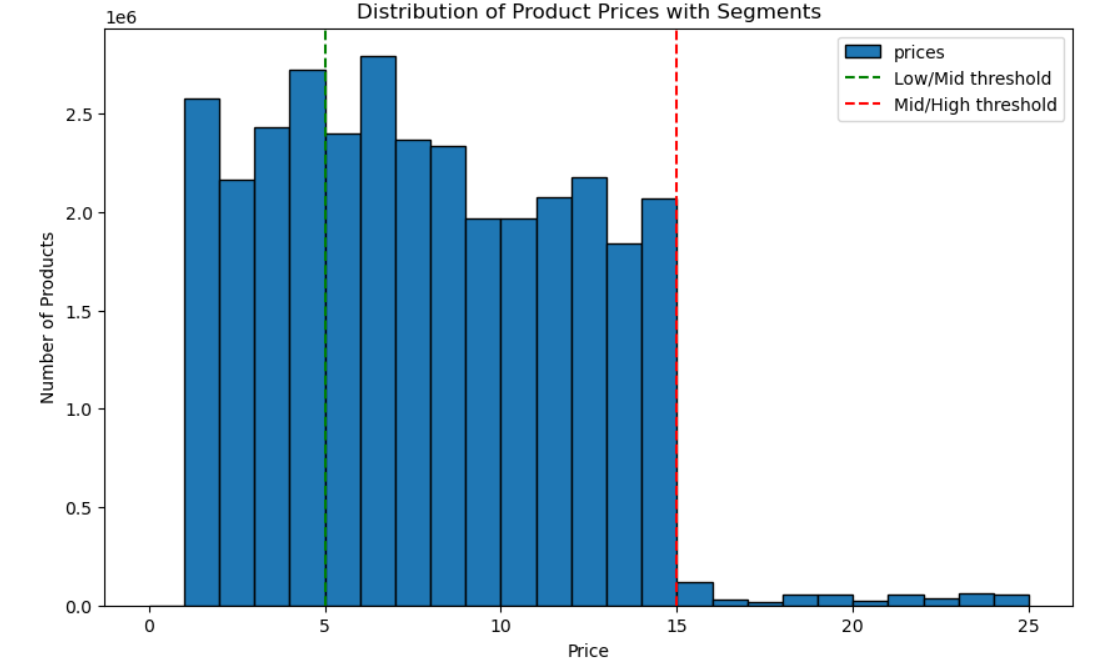 Distribution of Product Prices with Segments
1e6
prices
Low/Mid threshold
Mid/High threshold
2.5
2.0
1.5
1.0
0.5
0.0
Number of Products
0 5 10 15 20 25
Price